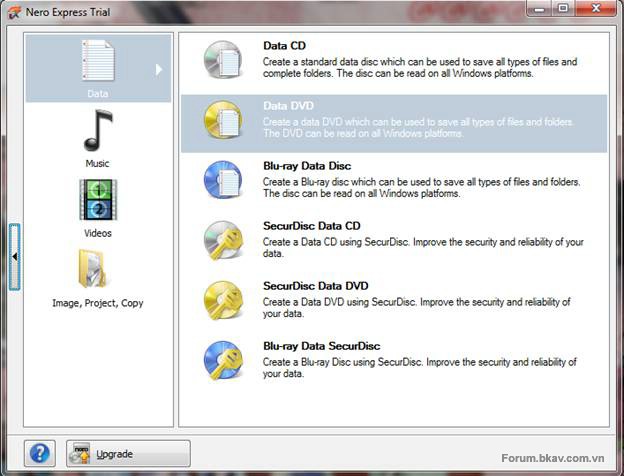 Nero Express Trial
Data
Music
Videos
Image, Project, Copy
Data CD
Create a standard data disc which can be used to save all types of files and
complete folders. The disc can be read on all Windows platforms.
Data DVD
Create a data DVD which can be used to save all types of files and folders.
The DVD can be read on all Windows platforms.
Blu-ray Data Disc
Create a Blu-ray disc which can be used to save all types of files and folders.
The disc can be read on all Windows platforms.
SecurDisc Data CD
Create a Data CD using SecurDisc. Improve the security and reliability of your
data.
SecurDisc Data DVD
Create a Data DVD using SecurDisc. Improve the security and reliability of
your data.
Blu-ray Data SecurDisc
Create a Blu-ray Disc using SecurDisc. Improve the security and reliability of
your data.
?
nero
Upgrade
Forum.bkav.com.vn